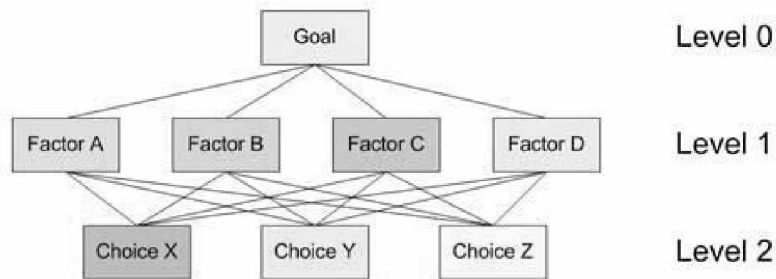 Goal
Level 0
Factor A
Factor B
Factor C
Factor D
Level 1
Choice X
Choice Y
Choice Z
Level 2